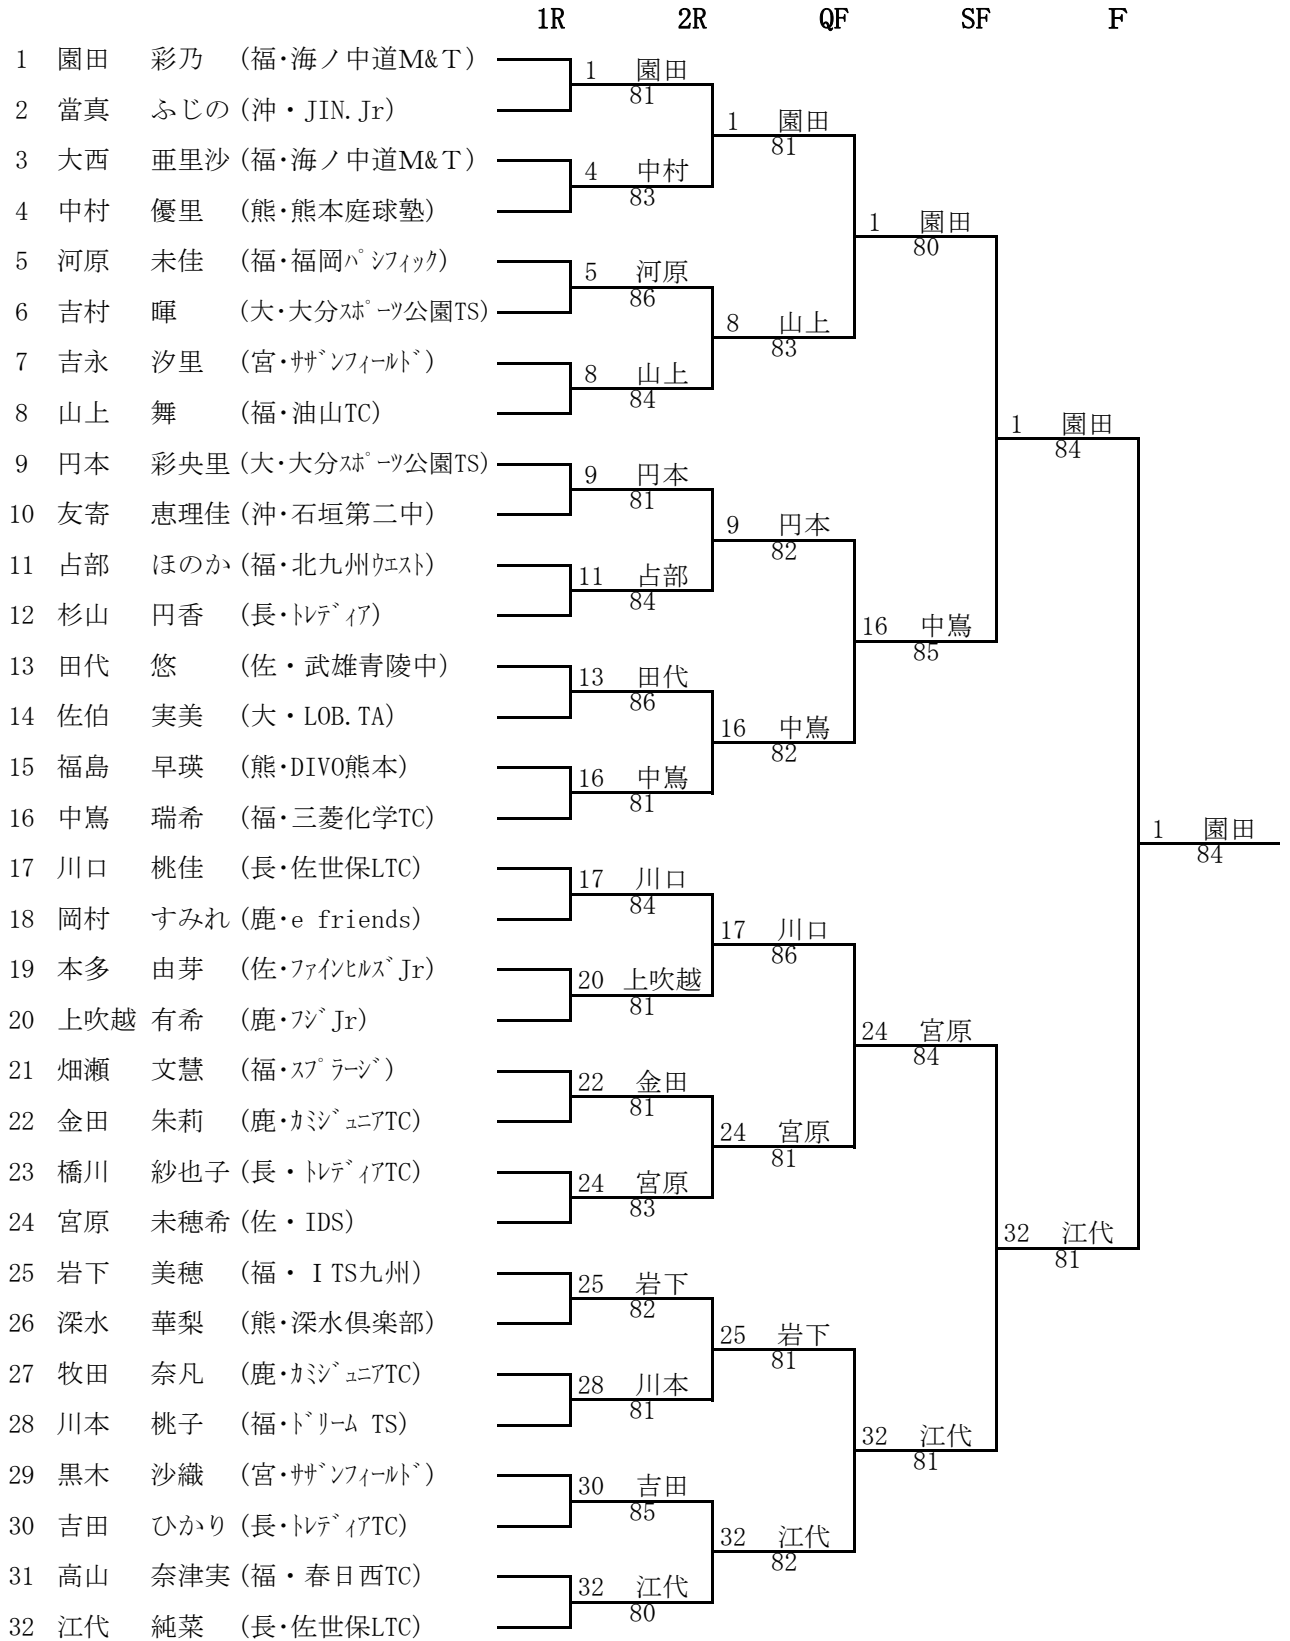 1R 2R QF SF F
1 園田 彩乃 (福・海ノ中道M&T)
2 當真 ふじの (沖・JIN.Jr)
3 大西 亜里沙 (福・海ノ中道M&T)
4 中村 優里 (熊・熊本庭球塾)
5 河原 未佳 (福・福岡ﾊﾟｼﾌｨｯｸ)
6 吉村 暉 (大・大分ｽﾎﾟｰﾂ公園TS)
7 吉永 汐里 (宮・ｻｻﾞﾝﾌｨｰﾙﾄﾞ)
8 山上 舞 (福・油山TC)
9 円本 彩央里 (大・大分ｽﾎﾟｰﾂ公園TS)
10 友寄 恵理佳 (沖・石垣第二中)
11 占部 ほのか (福・北九州ｳｴｽﾄ)
12 杉山 円香 (長・ﾄﾚﾃﾞｨｱ)
13 田代 悠 (佐・武雄青陵中)
14 佐伯 実美 (大・LOB.TA)
15 福島 早瑛 (熊・DIVO熊本)
16 中嶌 瑞希 (福・三菱化学TC)
17 川口 桃佳 (長・佐世保LTC)
18 岡村 すみれ (鹿・e friends)
19 本多 由芽 (佐・ﾌｧｲﾝﾋﾙｽﾞJr)
20 上吹越 有希 (鹿・ﾌｼﾞJr)
21 畑瀬 文慧 (福・ｽﾌﾟﾗｰｼﾞ)
22 金田 朱莉 (鹿・ｶﾐｼﾞｭﾆｱTC)
23 橋川 紗也子 (長・ﾄﾚﾃﾞｨｱTC)
24 宮原 未穂希 (佐・IDS)
25 岩下 美穂 (福・ＩTS九州)
26 深水 華梨 (熊・深水倶楽部)
27 牧田 奈凡 (鹿・ｶﾐｼﾞｭﾆｱTC)
28 川本 桃子 (福・ﾄﾞﾘｰﾑ TS)
29 黒木 沙織 (宮・ｻｻﾞﾝﾌｨｰﾙﾄﾞ)
30 吉田 ひかり (長・ﾄﾚﾃﾞｨｱTC)
31 高山 奈津実 (福・春日西TC)
32 江代 純菜 (長・佐世保LTC)
1 園田
81
4 中村
83
5 河原
86
8 山上
84
9 円本
81
11 占部
84
13 田代
86
16 中嶌
81
17 川口
84
20 上吹越
81
22 金田
81
24 宮原
83
25 岩下
82
28 川本
81
30 吉田
85
32 江代
80
1 園田
81
8 山上
83
9 円本
82
16 中嶌
82
17 川口
86
24 宮原
81
25 岩下
81
32 江代
82
1 園田
80
16 中嶌
85
24 宮原
84
32 江代
81
1 園田
84
32 江代
81
1 園田
84